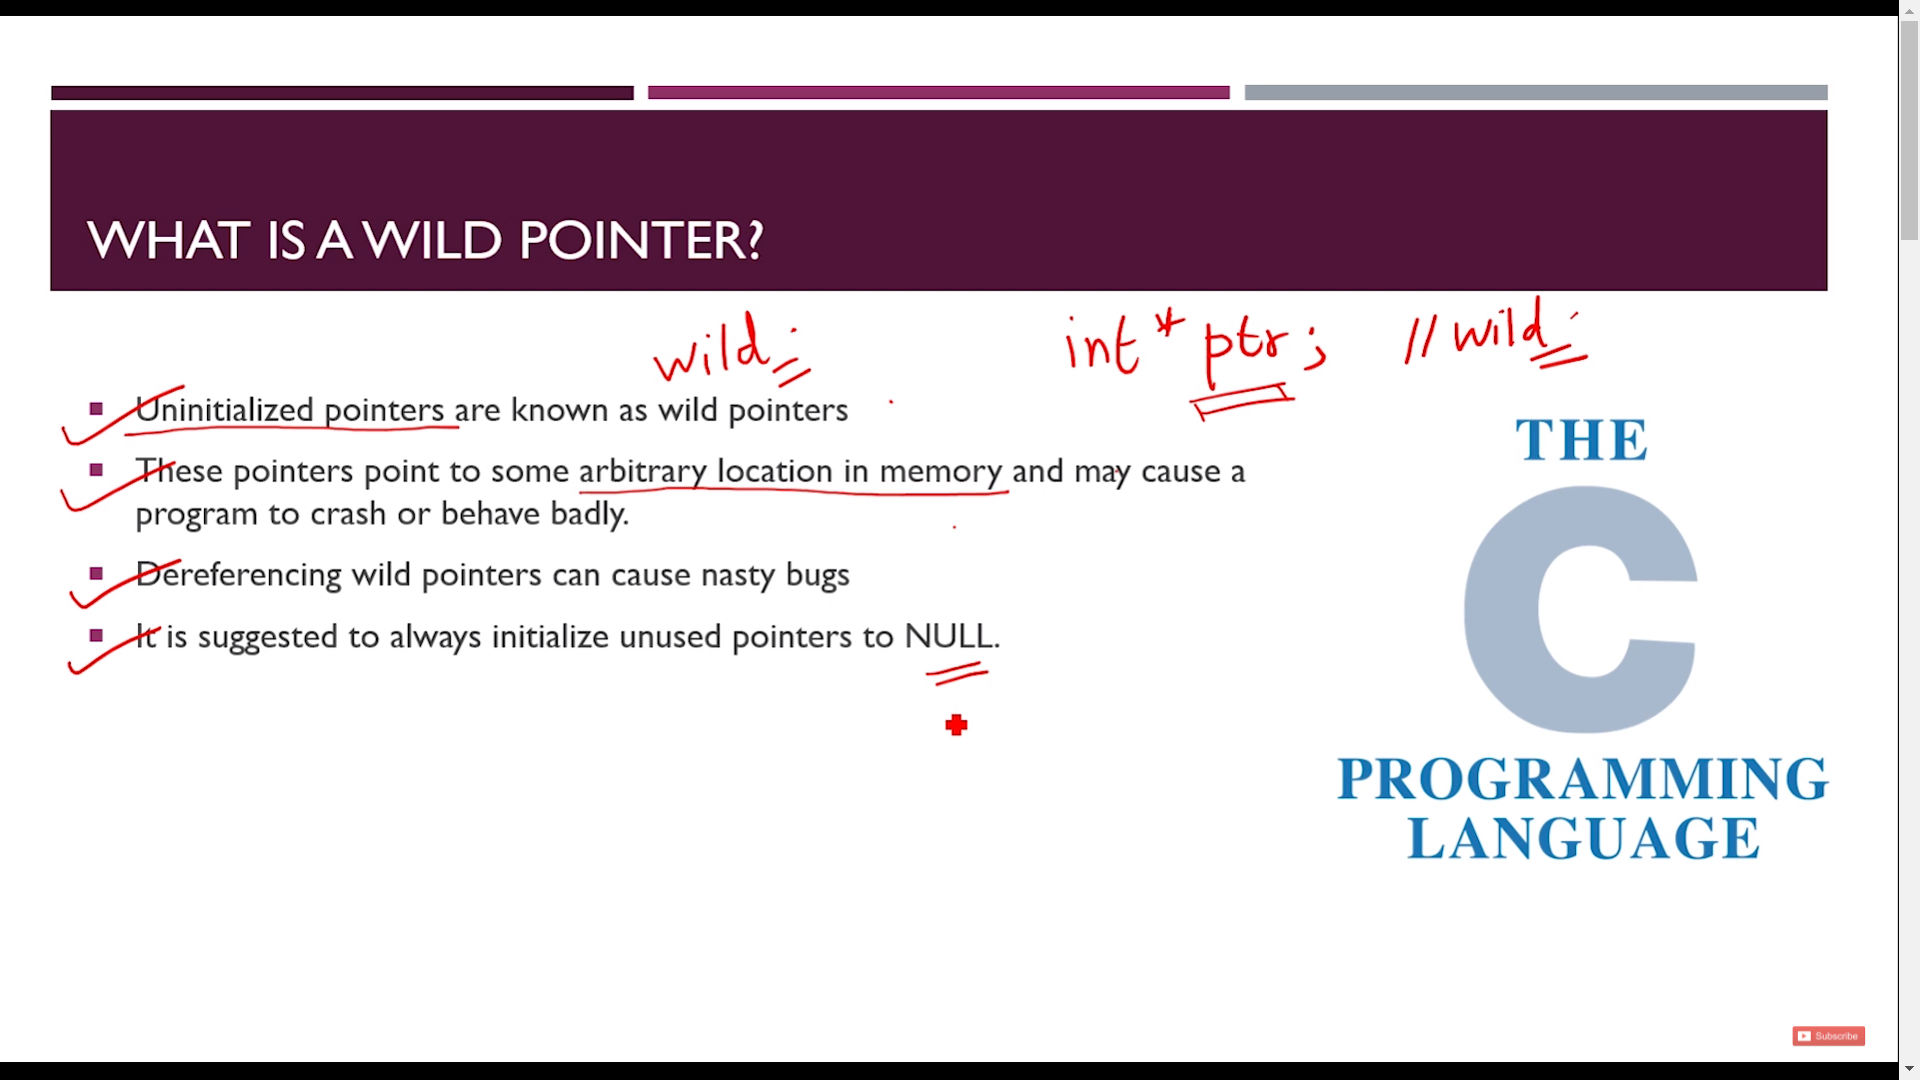 WHAT IS A WILD POINTER?
wild
int * ptr ; // wild
Uninitialized pointers are known as wild pointers
These pointers point to some arbitrary location in memory and may cause a
program to crash or behave badly.
Dereferencing wild pointers can cause nasty bugs
It is suggested to always initialize unused pointers to NULL.
THE
C
PROGRAMMING
LANGUAGE
Subscribe